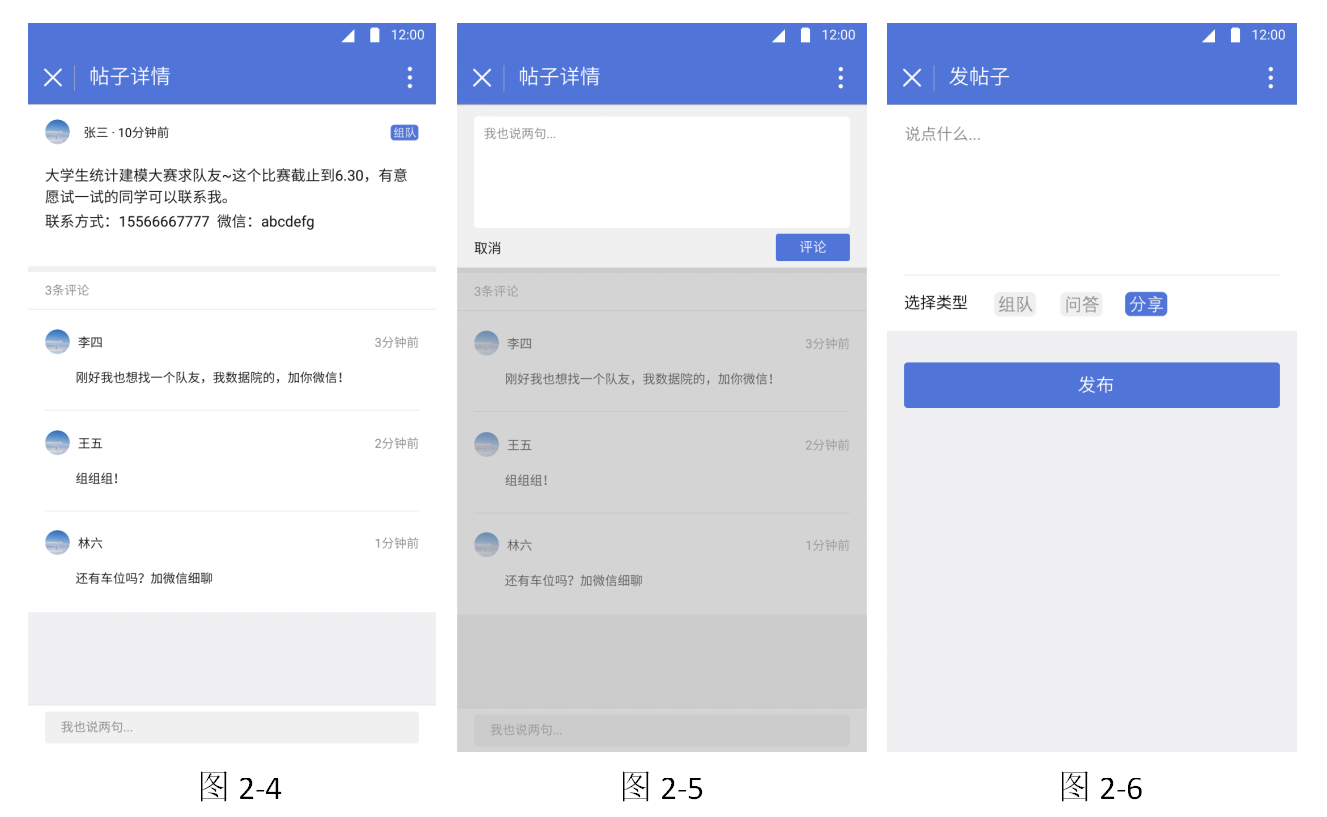 12:00
帖子详情
张三 · 10分钟前
组队
大学生统计建模大赛求队友~这个比赛截止到6.30，有意
愿试一试的同学可以联系我。
联系方式：15566667777 微信：abcdefg
3条评论
李四
3分钟前
刚好我也想找一个队友，我数据院的，加你微信！
王五
2分钟前
组组组！
林六
1分钟前
还有车位吗？加微信细聊
我也说两句...
图 2-4
12:00
帖子详情
我也说两句...
取消
评论
3条评论
李四
3分钟前
刚好我也想找一个队友，我数据院的，加你微信！
王五
2分钟前
组组组！
林六
1分钟前
还有车位吗？加微信细聊
我也说两句...
图 2-5
12:00
发帖子
说点什么...
选择类型 组队 问答 分享
发布
图 2-6